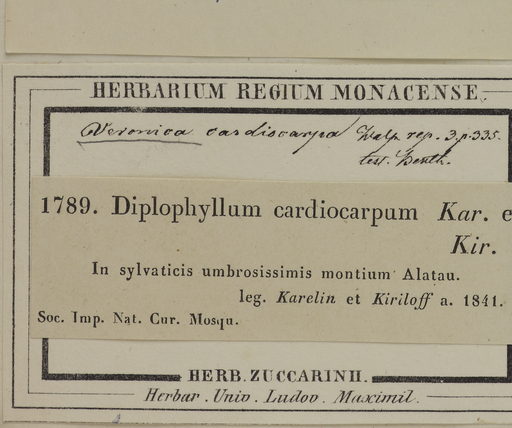 HERBARIUM REGIUM MONACENSE
Veronica cardiocarpa Walp. rep. 3. p. 335.
test. Benth.
1789. Diplophyllum cardiocarpum Kar. e
Kir.
In sylvaticis umbrosissimis montium Alatau.
leg. Karelin et Kiriloff a. 1841.
Soc. Imp. Nat. Cur. Mosqu.
HERB. ZUCCARINII.
Herbar. Univ. Ludov. Maximil.